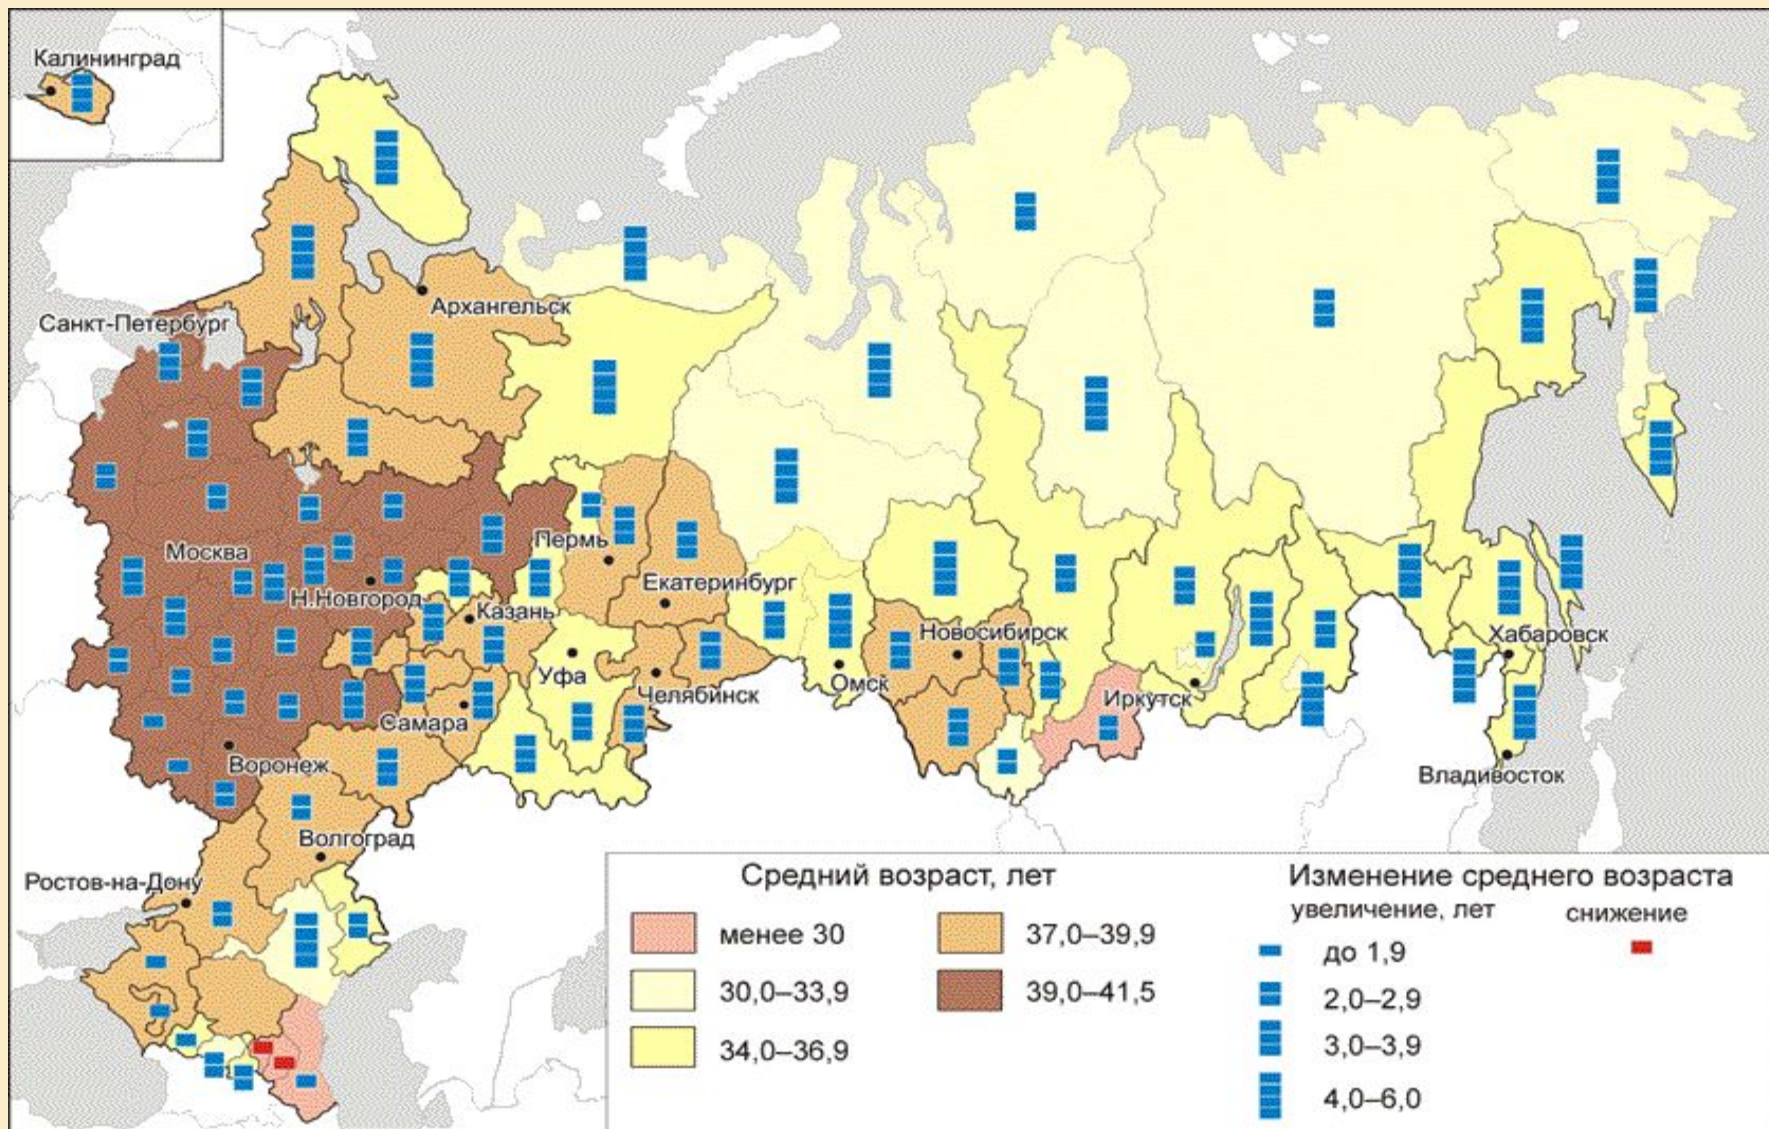 Калининград
Архангельск
Санкт-Петербург
Москва
Пермь
Н.Новгород
Екатеринбург
Казань
Новосибирск
Хабаровск
Уфа
Омск
Челябинск
Иркутск
Самара
Воронеж
Владивосток
Волгоград
Ростов-на-Дону
Средний возраст, лет
менее 30
30,0–33,9
34,0–36,9
37,0–39,9
39,0–41,5
Изменение среднего возраста
увеличение, лет
снижение
до 1,9
2,0–2,9
3,0–3,9
4,0–6,0